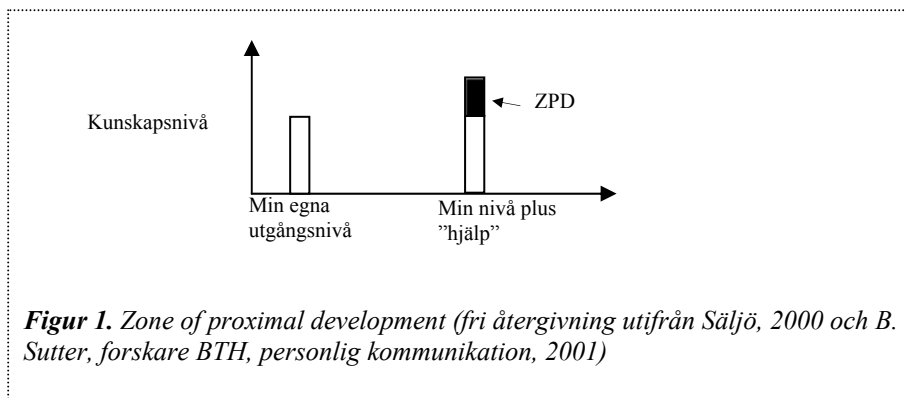 Kunskapsnivå
ZPD
Min egna
utgångsnivå
Min nivå plus
”hjälp”
Figur 1. Zone of proximal development (fri återgivning utifrån Säljö, 2000 och B.
Sutter, forskare BTH, personlig kommunikation, 2001)